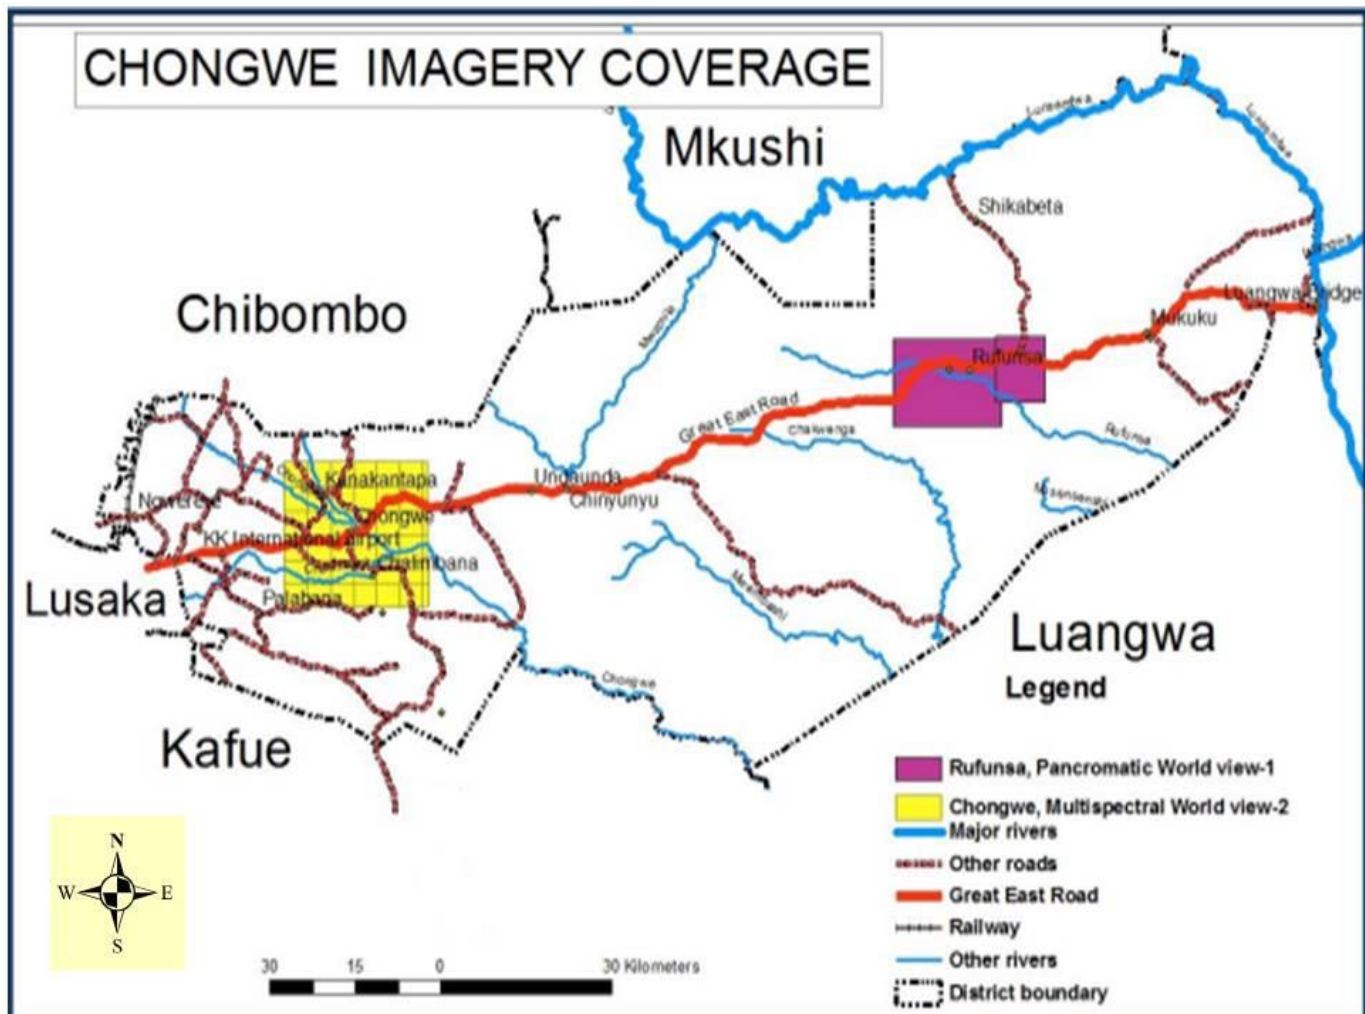 CHONGWE IMAGERY COVERAGE
Mkushi
Shikabeta
Chibombo
Luangwa Bridge
Mukuku
Rufunsa
Great East Road
Chakwenga
Rufunsa
Kanakantapa
Undaunda
Chinyunyu
Chongwe
KK International airport
Chalimbana
Lusaka
Palabana
Luangwa
Chongwe
Kafue
Legend
Rufunsa, Pancromatic World view-1
Chongwe, Multispectral World view-2
Major rivers
Other roads
Great East Road
Railway
Other rivers
District boundary
N
W E
S
30 15 0 30 Kilometers